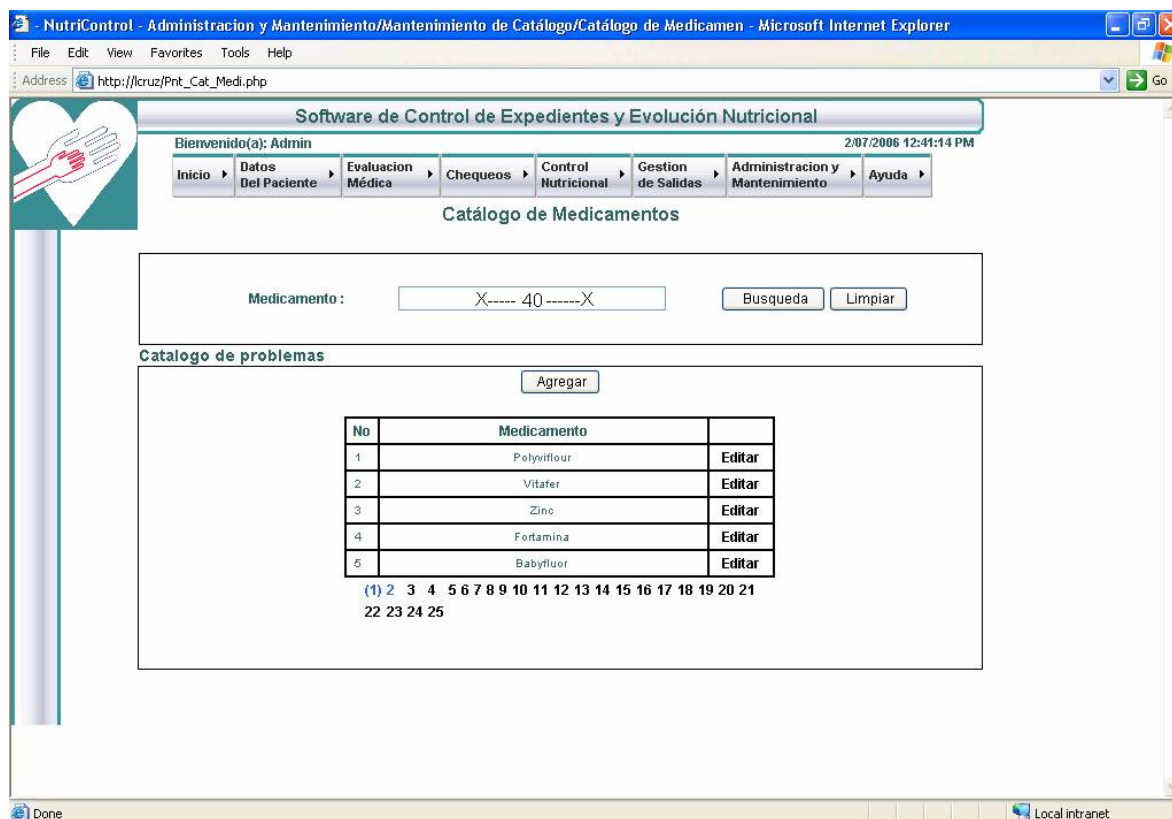 - NutriControl - Administracion y Mantenimiento/Mantenimiento de Catálogo/Catálogo de Medicamen - Microsoft Internet Explorer
File Edit View Favorites Tools Help
Address http://lcruz/Pnt_Cat_Medi.php Go
Software de Control de Expedientes y Evolución Nutricional
Bienvenido(a): Admin 2/07/2006 12:41:14 PM
Inicio Datos Del Paciente Evaluacion Médica Chequeos Control Nutricional Gestion de Salidas Administracion y Mantenimiento Ayuda
Catálogo de Medicamentos
Medicamento : X----- 40 ------X Busqueda Limpiar
Catalogo de problemas
Agregar
No Medicamento
1 Polyviflour Editar
2 Vitafer Editar
3 Zinc Editar
4 Fortamina Editar
5 Babyfluor Editar
(1) 2 3 4 5 6 7 8 9 10 11 12 13 14 15 16 17 18 19 20 21
22 23 24 25
Done Local intranet